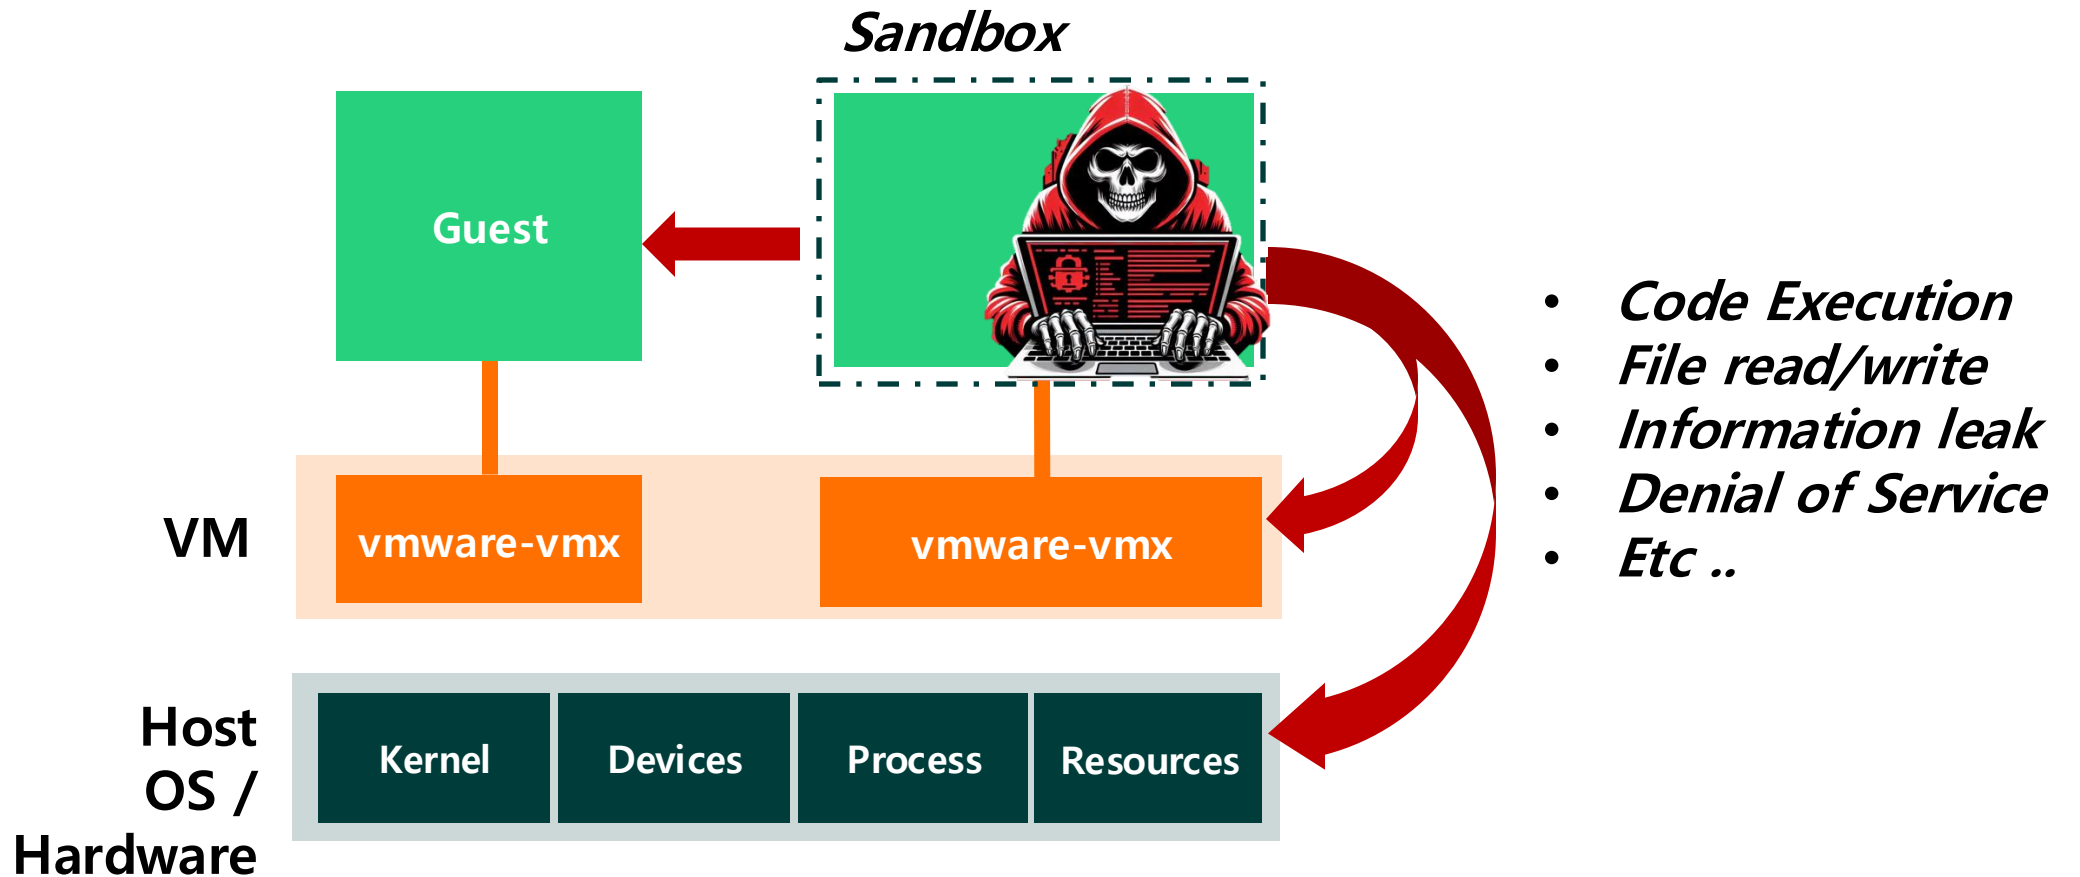 Sandbox
Guest
VM
vmware-vmx
vmware-vmx
Host
OS /
Hardware
Kernel
Devices
Process
Resources
• Code Execution
• File read/write
• Information leak
• Denial of Service
• Etc ..